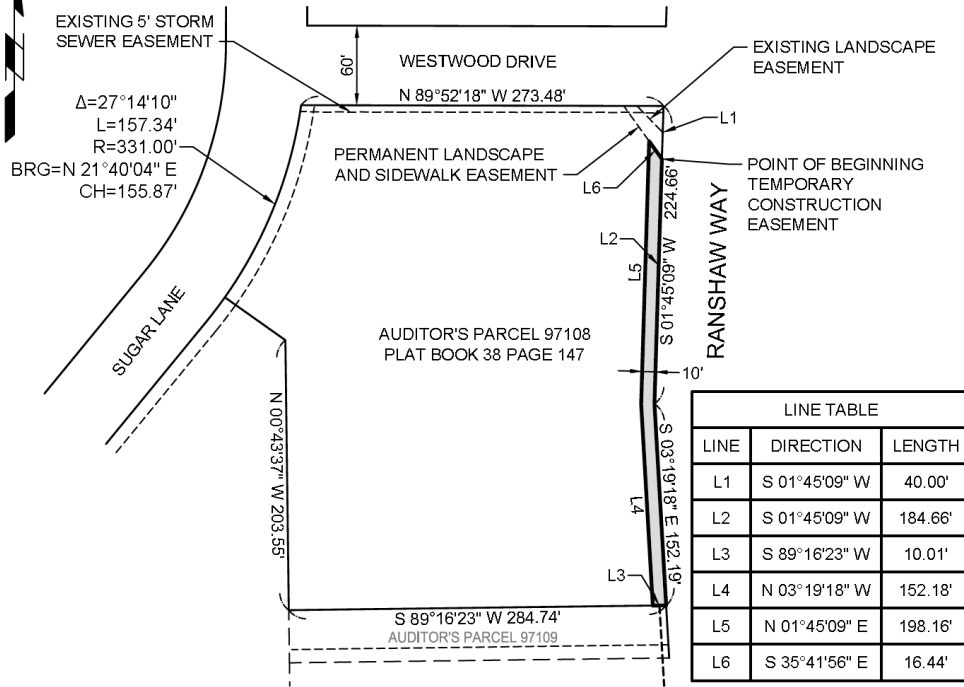 EXISTING 5' STORM
SEWER EASEMENT
60'
WESTWOOD DRIVE
N 89°52'18" W 273.48'
EXISTING LANDSCAPE
EASEMENT
L1
Δ=27°14'10"
L=157.34'
R=331.00'
BRG=N 21°40'04" E
CH=155.87'
PERMANENT LANDSCAPE
AND SIDEWALK EASEMENT
L6
POINT OF BEGINNING
TEMPORARY
CONSTRUCTION
EASEMENT
L2
L5
S 01°45'09" W 224.66'
RANSHAW WAY
SUGAR LANE
AUDITOR'S PARCEL 97108
PLAT BOOK 38 PAGE 147
10'
N 00°43'37" W 203.55'
S 03°19'18" E 152.19'
L4
L3
S 89°16'23" W 284.74'
AUDITOR'S PARCEL 97109
LINE TABLE
LINE DIRECTION LENGTH
L1 S 01°45'09" W 40.00'
L2 S 01°45'09" W 184.66'
L3 S 89°16'23" W 10.01'
L4 N 03°19'18" W 152.18'
L5 N 01°45'09" E 198.16'
L6 S 35°41'56" E 16.44'